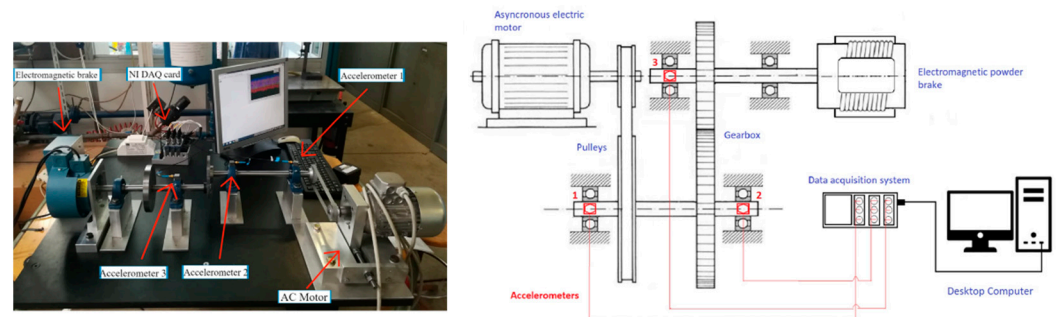 Electromagnetic brake
NI DAQ card
Accelerometer 1
Accelerometer 3
Accelerometer 2
AC Motor
Asyncronous electric
motor
3
Electromagnetic powder
brake
Pulleys
Gearbox
1
2
Data acquisition system
Accelerometers
Desktop Computer